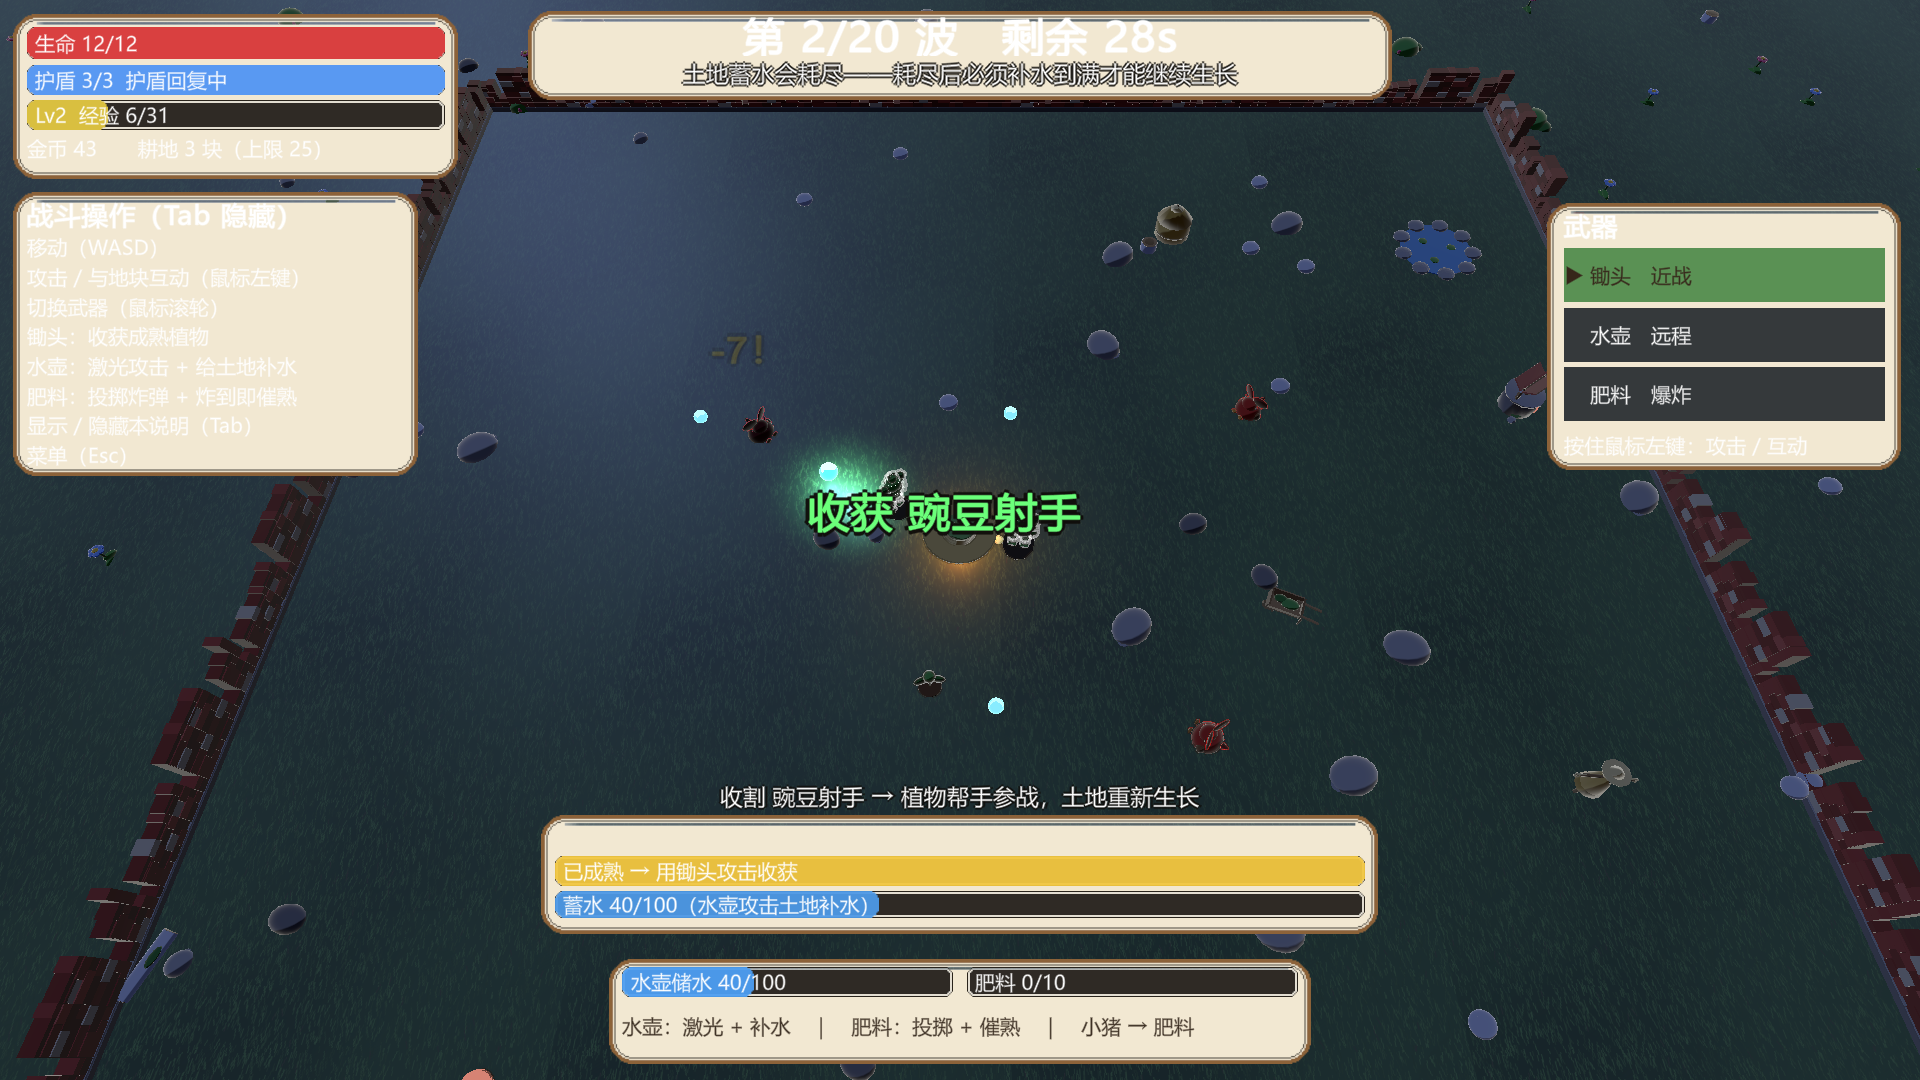 生命 12/12
护盾 3/3 护盾回复中
Lv2 经验 6/31
金币 43 耕地 3 块（上限 25）
第 2/20 波 剩余 28s
土地蓄水会耗尽——耗尽后必须补水到满才能继续生长
战斗操作（Tab 隐藏）
移动（WASD）
攻击 / 与地块互动（鼠标左键）
切换武器（鼠标滚轮）
锄头：收获成熟植物
水壶：激光攻击 + 给土地补水
肥料：投掷炸弹 + 炸到即催熟
显示 / 隐藏本说明（Tab）
菜单（Esc）
武器
▶ 锄头 近战
水壶 远程
肥料 爆炸
按住鼠标左键：攻击 / 互动
-7!
收获 豌豆射手
收割 豌豆射手 → 植物帮手参战，土地重新生长
已成熟 → 用锄头攻击收获
蓄水 40/100（水壶攻击土地补水）
水壶储水 40/100 肥料 0/10
水壶：激光 + 补水 ｜ 肥料：投掷 + 催熟 ｜ 小猪 → 肥料